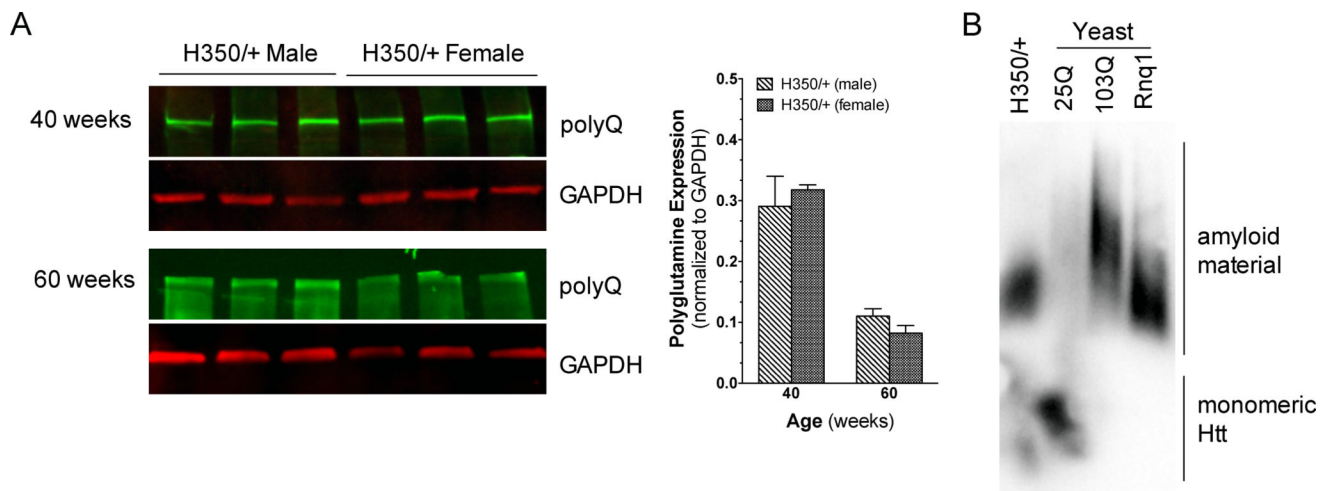 A
H350/+ Male
H350/+ Female
40 weeks
polyQ
GAPDH
60 weeks
polyQ
GAPDH
Polyglutamine Expression
(normalized to GAPDH)
0.5
0.4
0.3
0.2
0.1
0.0
H350/+ (male)
H350/+ (female)
40
60
Age (weeks)
B
Yeast
H350/+
25Q
103Q
Rnq1
amyloid
material
monomeric
Htt